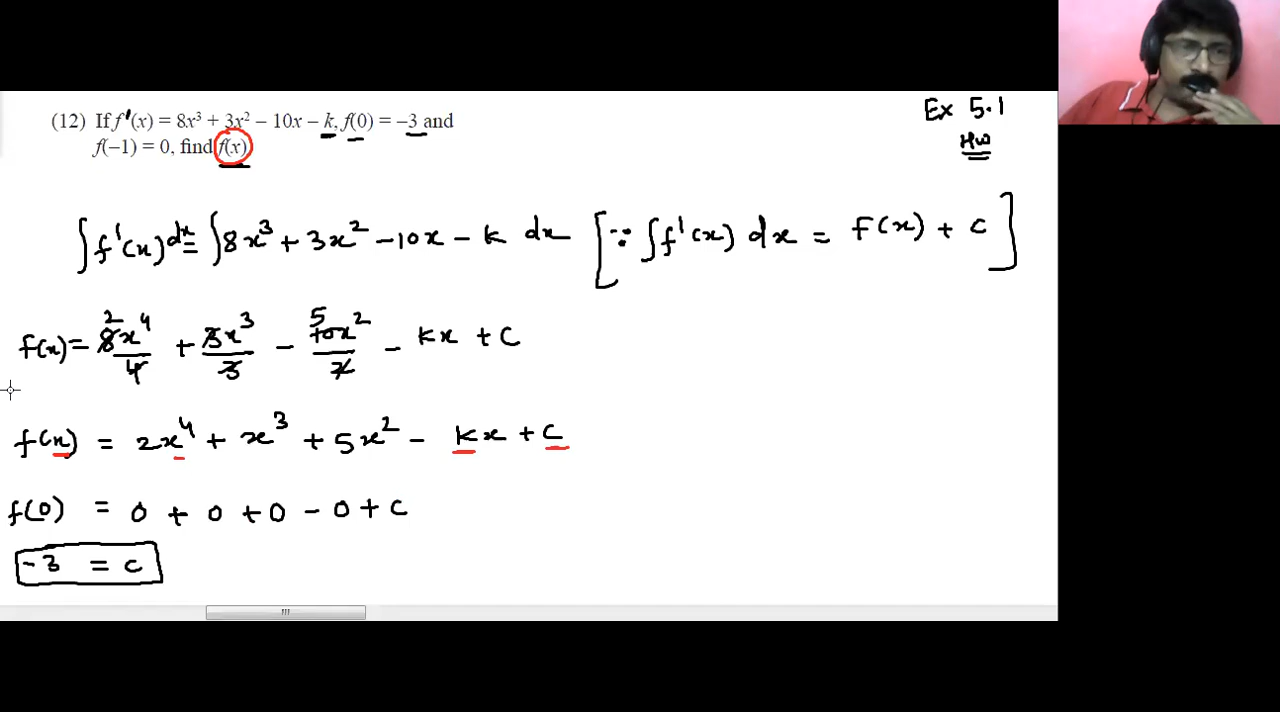 (12) If f'(x) = 8x³ + 3x² − 10x − k, f(0) = −3 and
f(−1) = 0, find f(x)
Ex 5.1
HW
∫f'(x)dx = ∫8x³ + 3x² − 10x − k dx [∵ ∫f'(x) dx = F(x) + c]
f(x) = 2 8x⁴/4 + 3x³/3 − 5 10x²/2 − kx + C
f(x) = 2x⁴ + x³ + 5x² − kx + C
f(0) = 0 + 0 + 0 − 0 + C
−3 = C